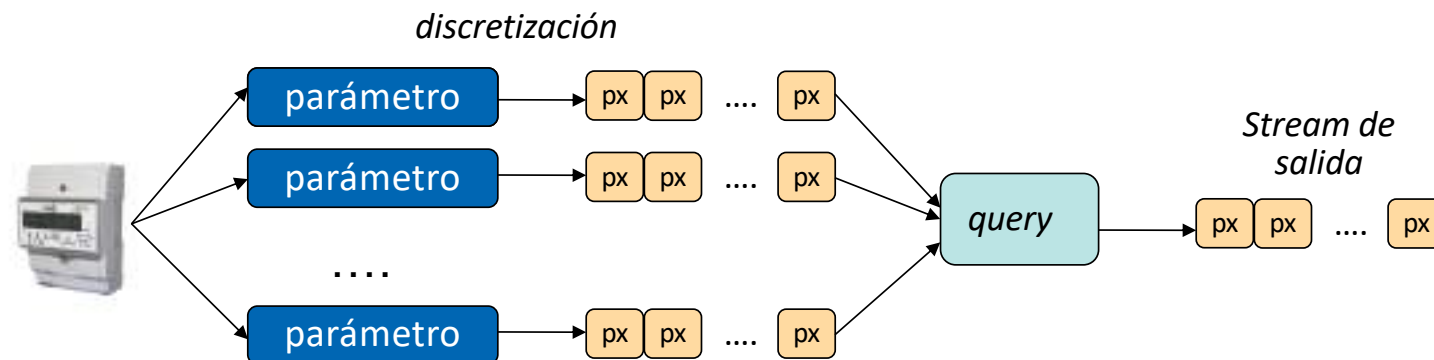 discretización
parámetro px px .... px
parámetro px px .... px
Stream de
salida
query px px .... px
....
parámetro px px .... px